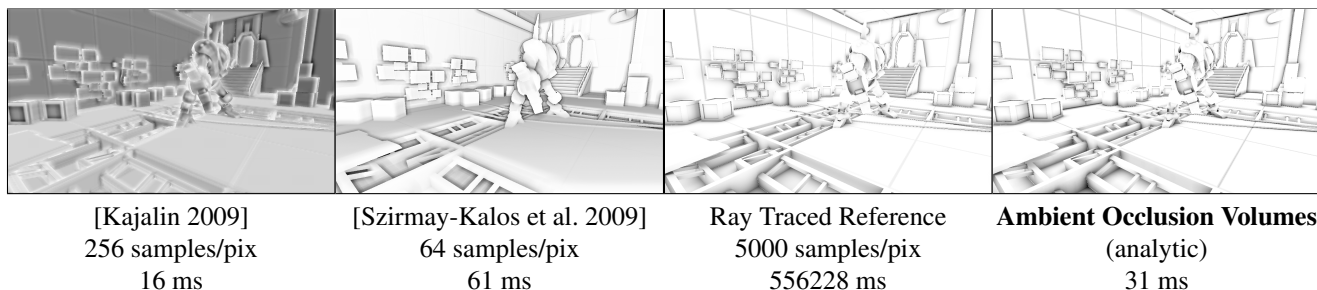 [Kajalin 2009]
256 samples/pix
16 ms
[Szirmay-Kalos et al. 2009]
64 samples/pix
61 ms
Ray Traced Reference
5000 samples/pix
556228 ms
Ambient Occlusion Volumes
(analytic)
31 ms